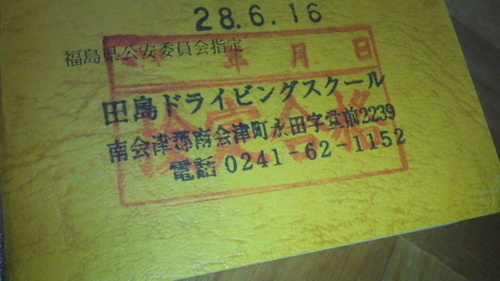 28.6.16
福島県公安委員会指定
年 月 日
田島ドライビングスクール
南会津郡南会津町永田字堂前2239
検定合格
電話 0241-62-1152